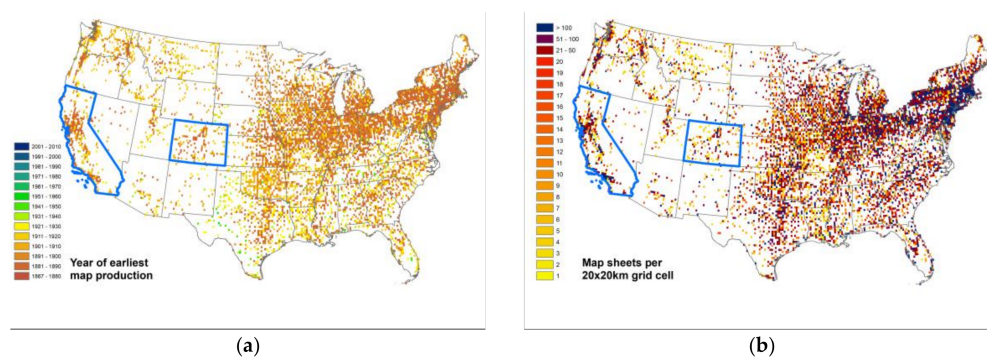 2001 - 2010
1991 - 2000
1981 - 1990
1971 - 1980
1961 - 1970
1951 - 1960
1941 - 1950
1931 - 1940
1921 - 1930
1911 - 1920
1901 - 1910
1891 - 1900
1881 - 1890
1867 - 1880
Year of earliest
map production
(a)
> 100
51 - 100
21 - 50
20
19
18
17
16
15
14
13
12
11
10
9
8
7
6
5
4
3
2
1
Map sheets per
20x20km grid cell
(b)